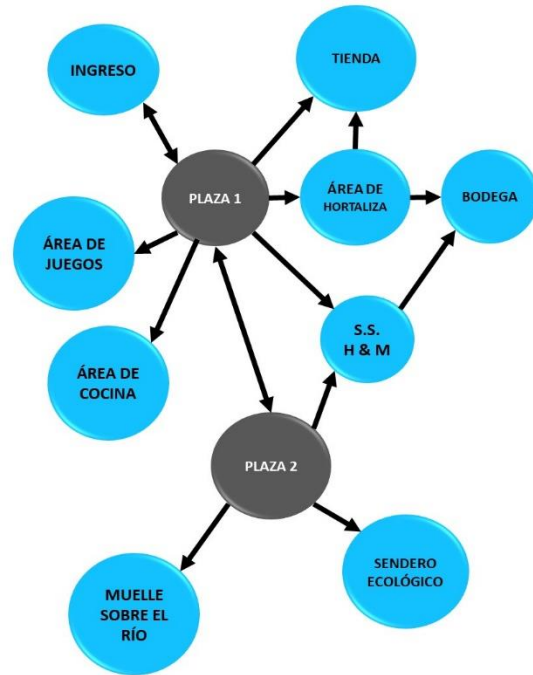 INGRESO
TIENDA
PLAZA 1
ÁREA DE
HORTALIZA
BODEGA
ÁREA DE
JUEGOS
S.S.
H & M
ÁREA DE
COCINA
PLAZA 2
SENDERO
ECOLÓGICO
MUELLE
SOBRE EL
RÍO